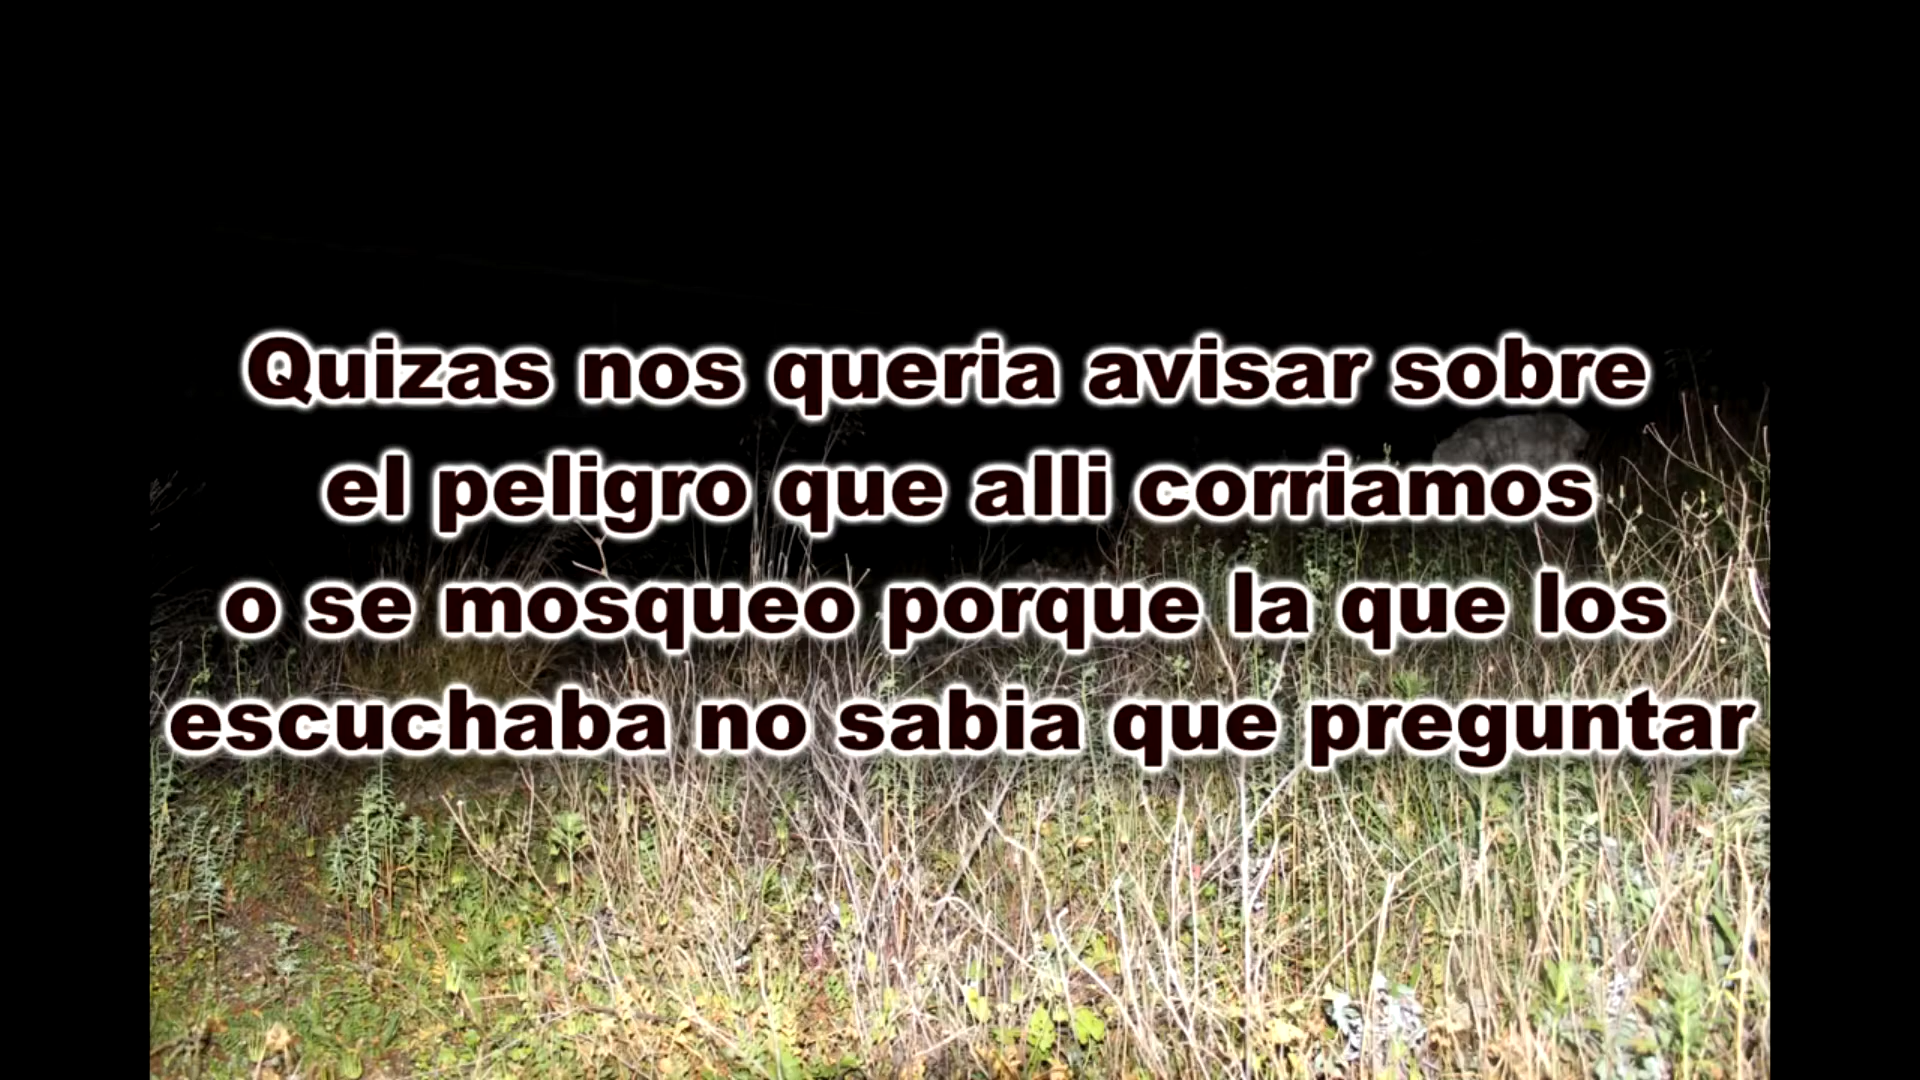 Quizas nos queria avisar sobre
el peligro que alli corriamos
o se mosqueo porque la que los
escuchaba no sabia que preguntar